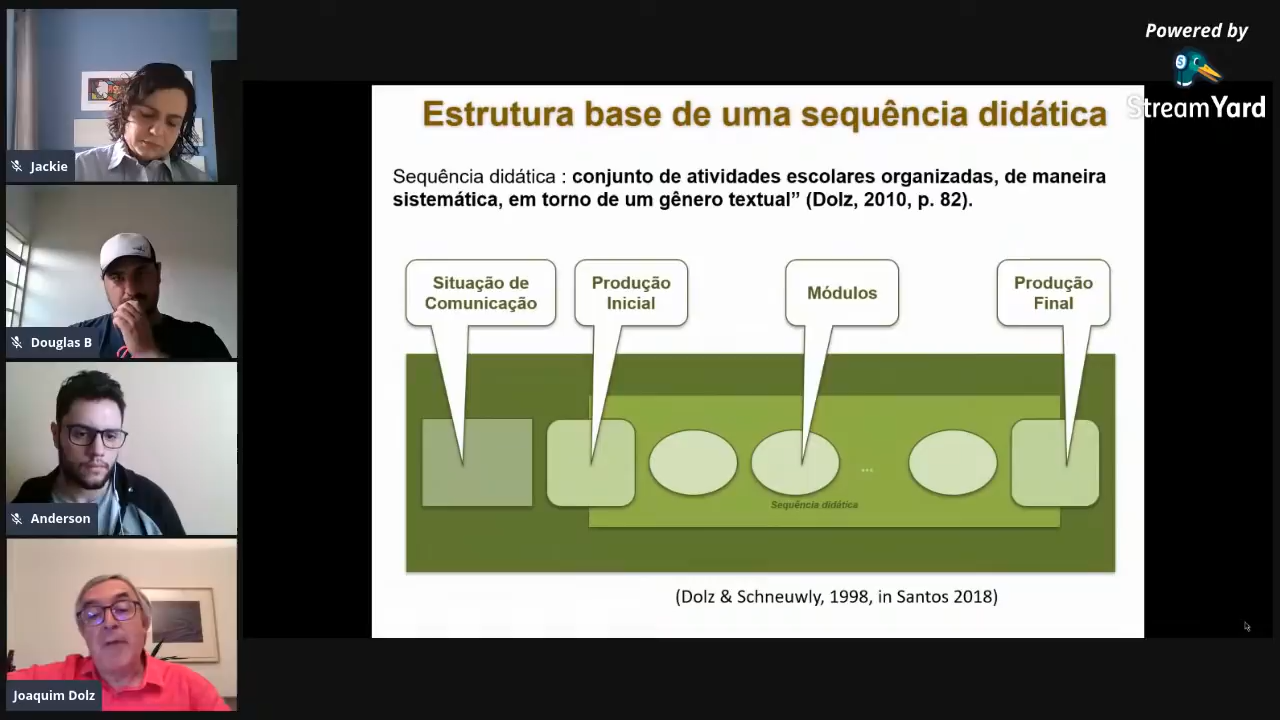 Powered by
StreamYard
Estrutura base de uma sequência didática
Sequência didática : conjunto de atividades escolares organizadas, de maneira
sistemática, em torno de um gênero textual” (Dolz, 2010, p. 82).
Situação de
Comunicação
Produção
Inicial
Módulos
Produção
Final
...
Sequência didática
(Dolz & Schneuwly, 1998, in Santos 2018)
Jackie
Douglas B
Anderson
Joaquim Dolz